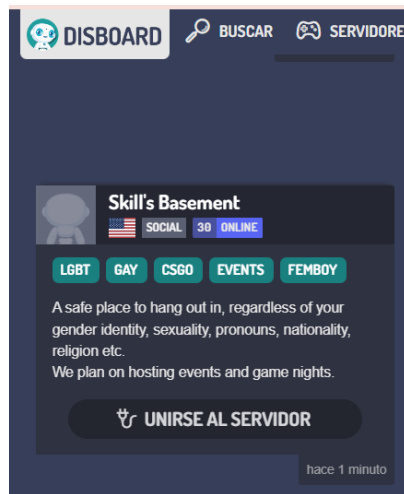 DISBOARD BUSCAR SERVIDORE
Skill's Basement
SOCIAL 30 ONLINE
LGBT GAY CSGO EVENTS FEMBOY
A safe place to hang out in, regardless of your
gender identity, sexuality, pronouns, nationality,
religion etc.
We plan on hosting events and game nights.
UNIRSE AL SERVIDOR
hace 1 minuto